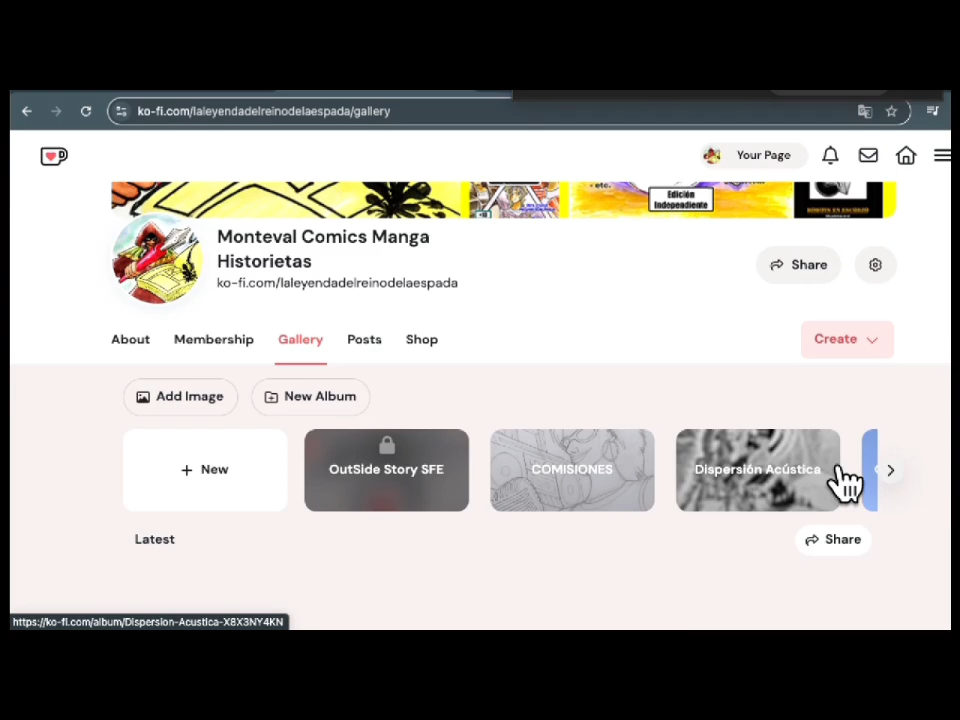 ko-fi.com/laleyendadelreinodelaespada/gallery
Your Page
etc.
Edición
Independiente
Monteval Comics Manga
Historietas
ko-fi.com/laleyendadelreinodelaespada
Share
About Membership Gallery Posts Shop
Create
Add Image New Album
+ New
OutSide Story SFE
COMISIONES
Dispersión Acústica
Latest
Share
https://ko-fi.com/album/Dispersion-Acustica-X8X3NY4KN